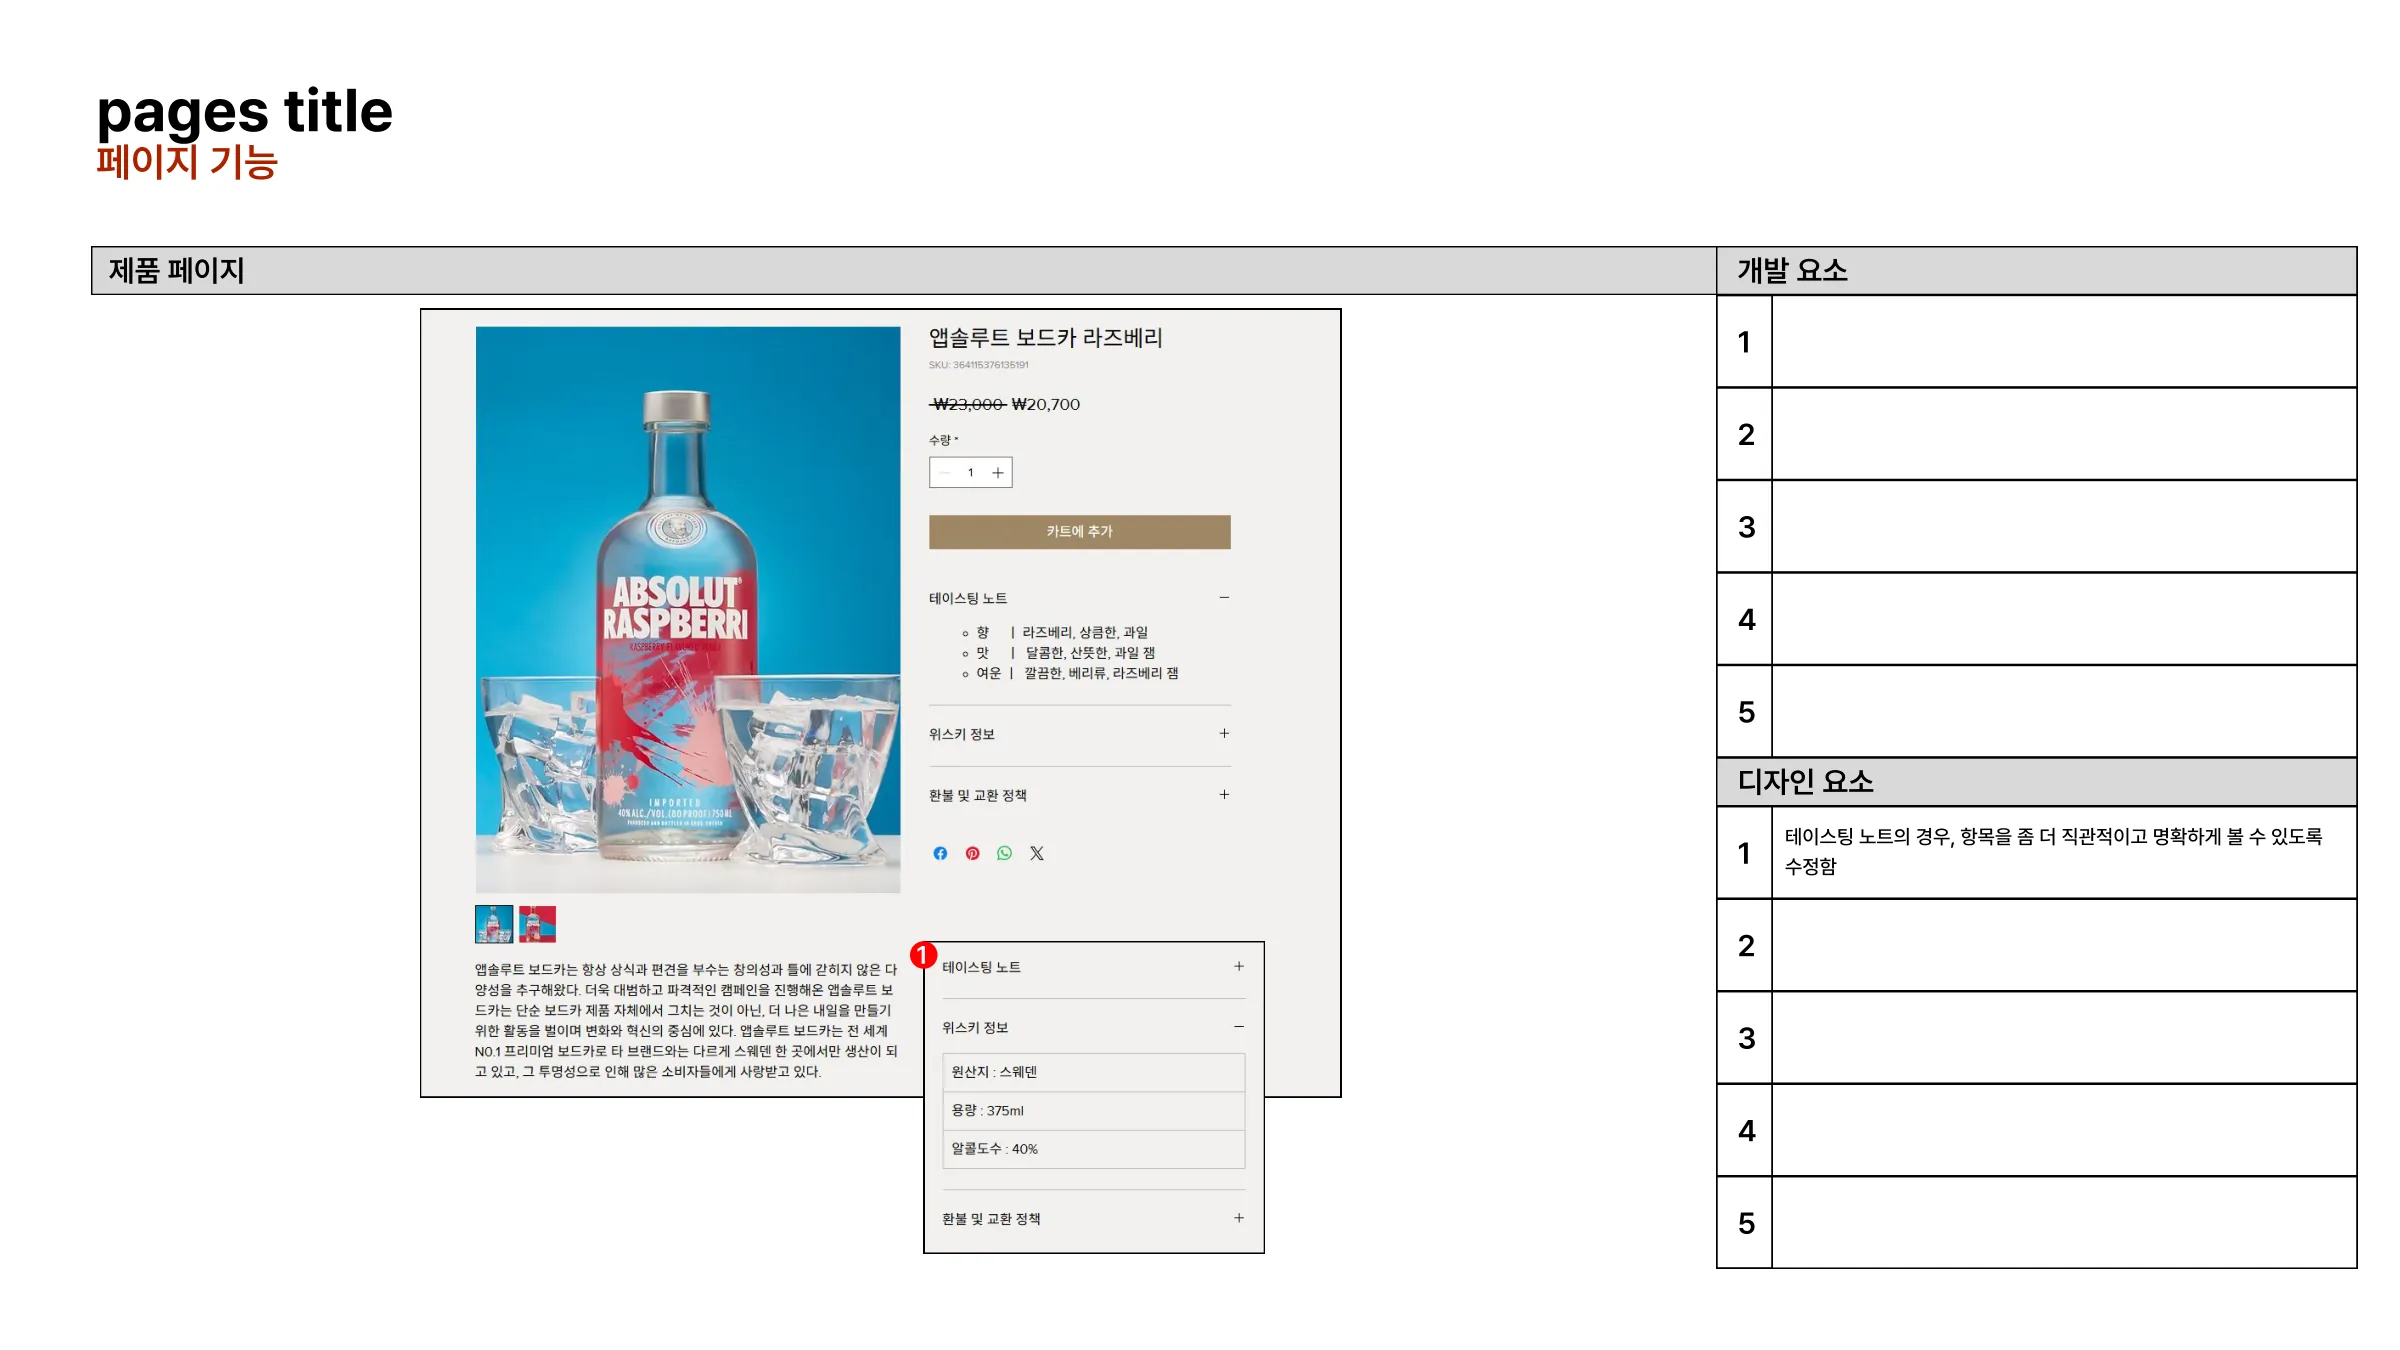 pages title
페이지 기능
제품 페이지
앱솔루트 보드카 라즈베리
SKU: 364115376135191
₩23,000 ₩20,700
수량 *
1
카트에 추가
테이스팅 노트
향 | 라즈베리, 상큼한, 과일
맛 | 달콤한, 산뜻한, 과일 잼
여운 | 깔끔한, 베리류, 라즈베리 잼
위스키 정보
환불 및 교환 정책
ABSOLUT
RASPBERRI
RASPBERRY FLAVORED VODKA
IMPORTED
40% ALC./VOL.(80 PROOF) 750 ML
앱솔루트 보드카는 항상 상식과 편견을 부수는 창의성과 틀에 갇히지 않은 다
양성을 추구해왔다. 더욱 대범하고 파격적인 캠페인을 진행해온 앱솔루트 보
드카는 단순 보드카 제품 자체에서 그치는 것이 아닌, 더 나은 내일을 만들기
위한 활동을 벌이며 변화와 혁신의 중심에 있다. 앱솔루트 보드카는 전 세계
NO.1 프리미엄 보드카로 타 브랜드와는 다르게 스웨덴 한 곳에서만 생산이 되
고 있고, 그 투명성으로 인해 많은 소비자들에게 사랑받고 있다.
1
테이스팅 노트
위스키 정보
원산지 : 스웨덴
용량 : 375ml
알콜도수 : 40%
환불 및 교환 정책
개발 요소
1
2
3
4
5
디자인 요소
1
테이스팅 노트의 경우, 항목을 좀 더 직관적이고 명확하게 볼 수 있도록
수정함
2
3
4
5